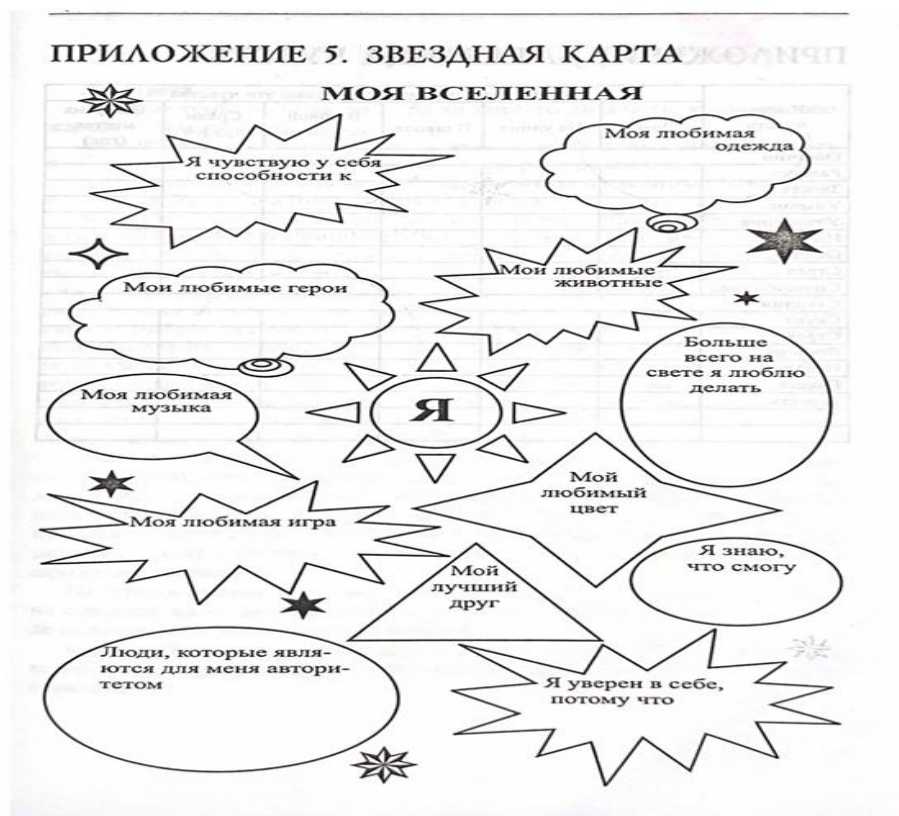 ПРИЛОЖЕНИЕ 5. ЗВЕЗДНАЯ КАРТА
МОЯ ВСЕЛЕННАЯ
Я чувствую у себя
способности к
Моя любимая
одежда
Мои любимые герои
Мои любимые
животные
Больше
всего на
свете я люблю
делать
Моя любимая
музыка
Я
Мой
любимый
цвет
Моя любимая игра
Я знаю,
что смогу
Мой
лучший
друг
Люди, которые явля-
ются для меня автори-
тетом
Я уверен в себе,
потому что